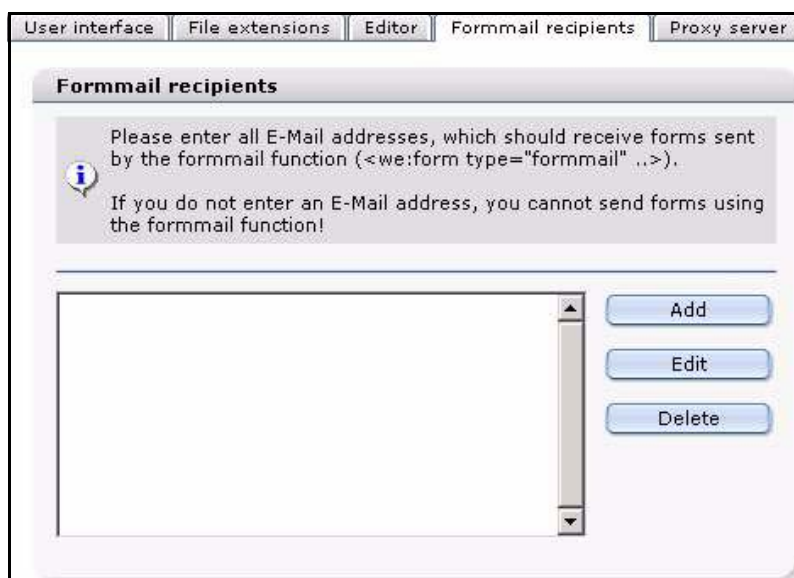 User interface File extensions Editor Formmail recipients Proxy server
Formmail recipients
Please enter all E-Mail addresses, which should receive forms sent
by the formmail function (<we:form type="formmail" ..>).
If you do not enter an E-Mail address, you cannot send forms using
the formmail function!
Add
Edit
Delete